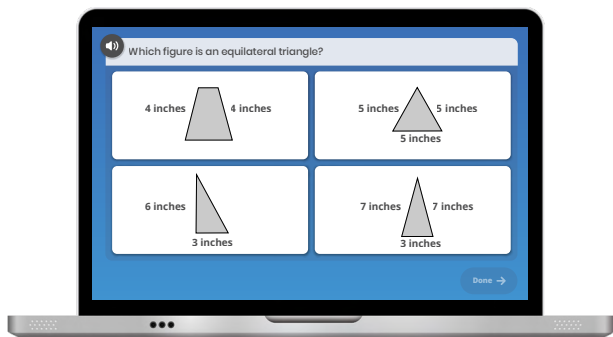 Which figure is an equilateral triangle?
4 inches 4 inches
5 inches 5 inches
5 inches
6 inches
3 inches
7 inches 7 inches
3 inches
Done